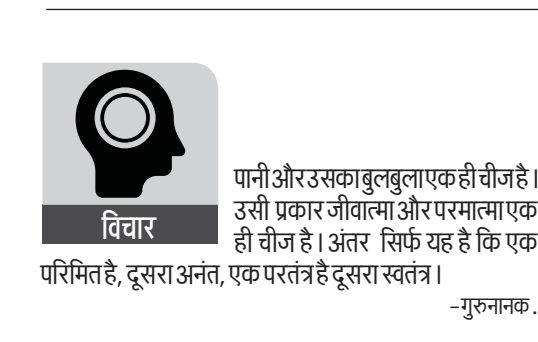 विचार
पानी और उसका बुलबुला एक ही चीज है।
उसी प्रकार जीवात्मा और परमात्मा एक
ही चीज है। अंतर सिर्फ यह है कि एक
परिमित है, दूसरा अनंत, एक परतंत्र है दूसरा स्वतंत्र।
-गुरुनानक.